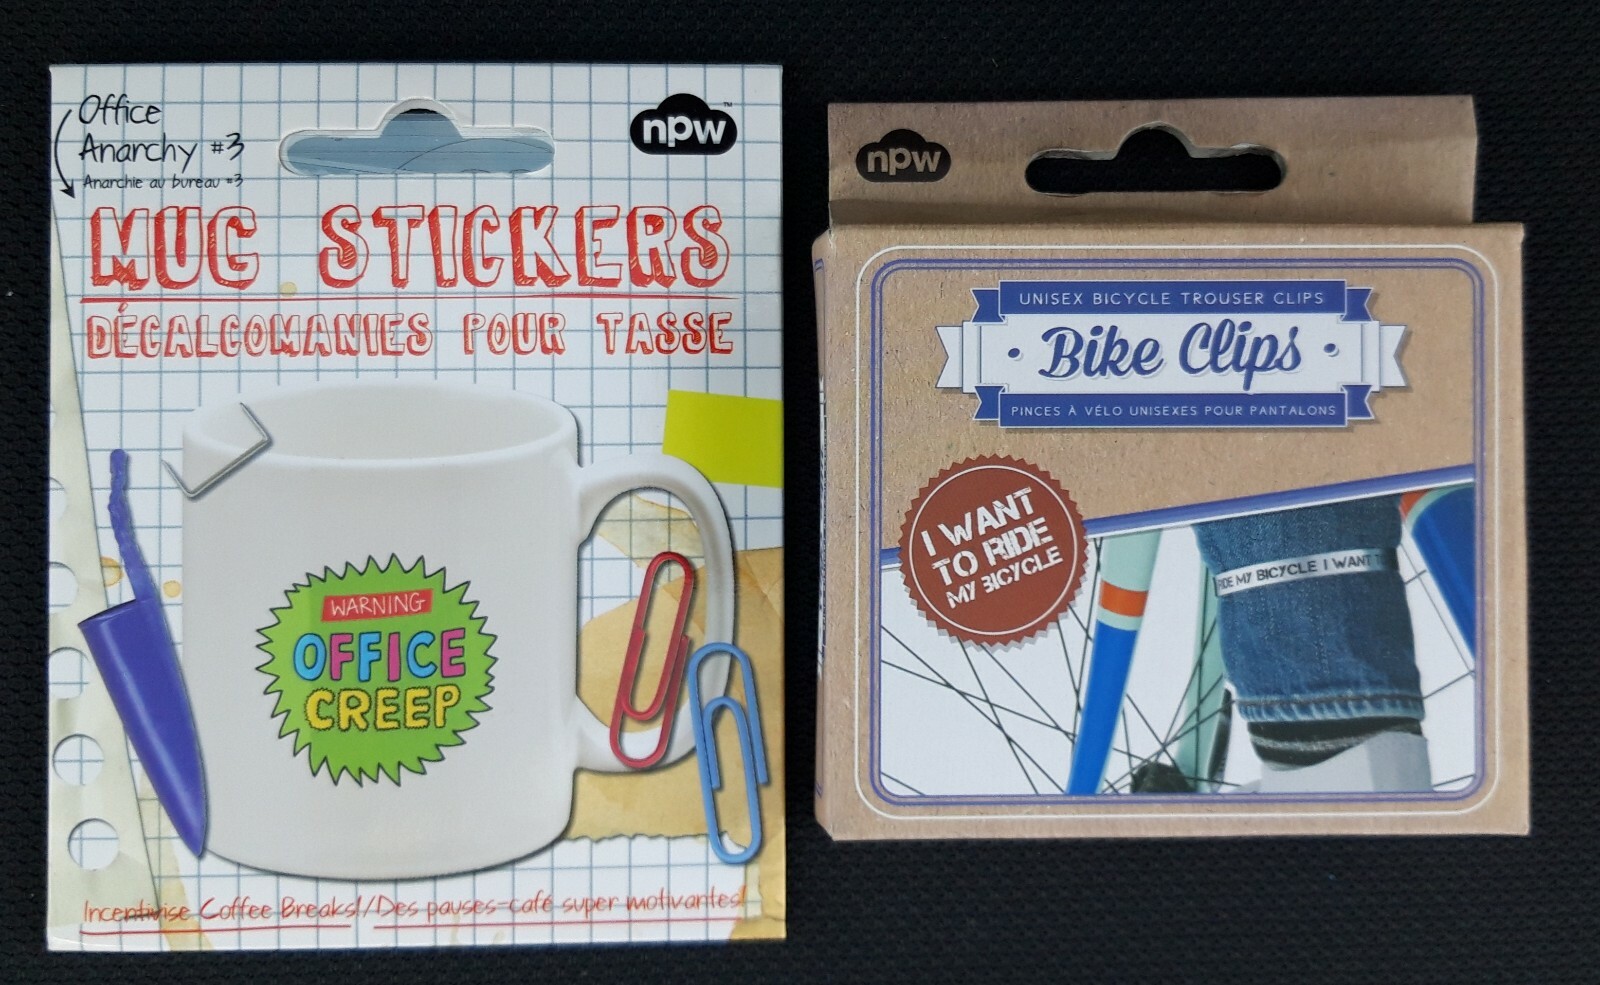 Office
Anarchy #3
Anarchie au bureau #3
npw™
MUG STICKERS
DÉCALCOMANIES POUR TASSE
WARNING
OFFICE
CREEP
Incentivise Coffee Breaks!/Des pauses-café super motivantes!
npw
UNISEX BICYCLE TROUSER CLIPS
• Bike Clips •
PINCES À VÉLO UNISEXES POUR PANTALONS
I WANT
TO RIDE
MY BICYCLE
RIDE MY BICYCLE I WANT T